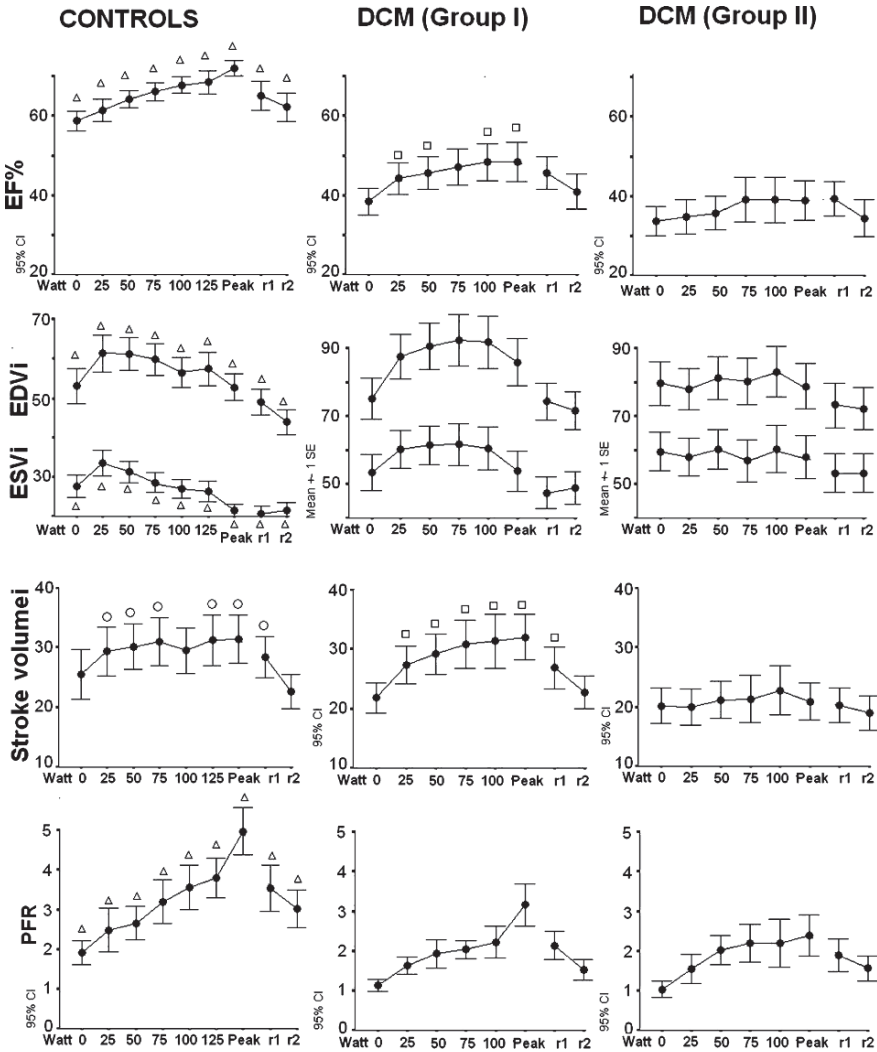 CONTROLS DCM (Group I) DCM (Group II)
EF%
95% CI
60
40
20
Watt 0 25 50 75 100 125 Peak r1 r2
95% CI
60
40
20
Watt 0 25 50 75 100 Peak r1 r2
95% CI
60
40
20
Watt 0 25 50 75 100 Peak r1 r2
ESVi EDVi
70
50
30
Watt 0 25 50 75 100 125 Peak r1 r2
Mean +- 1 SE
90
70
50
Watt 0 25 50 75 100 Peak r1 r2
Mean +- 1 SE
90
70
50
Watt 0 25 50 75 100 Peak r1 r2
Stroke volumei
40
30
20
10
Watt 0 25 50 75 100 125 Peak r1 r2
95% CI
40
30
20
10
Watt 0 25 50 75 100 Peak r1 r2
95% CI
40
30
20
10
Watt 0 25 50 75 100 Peak r1 r2
PFR
95% CI
5
4
3
2
1
0
Watt 0 25 50 75 100 125 Peak r1 r2
95% CI
5
4
3
2
1
0
Watt 0 25 50 75 100 Peak r1 r2
95% CI
5
4
3
2
1
0
Watt 0 25 50 75 100 Peak r1 r2